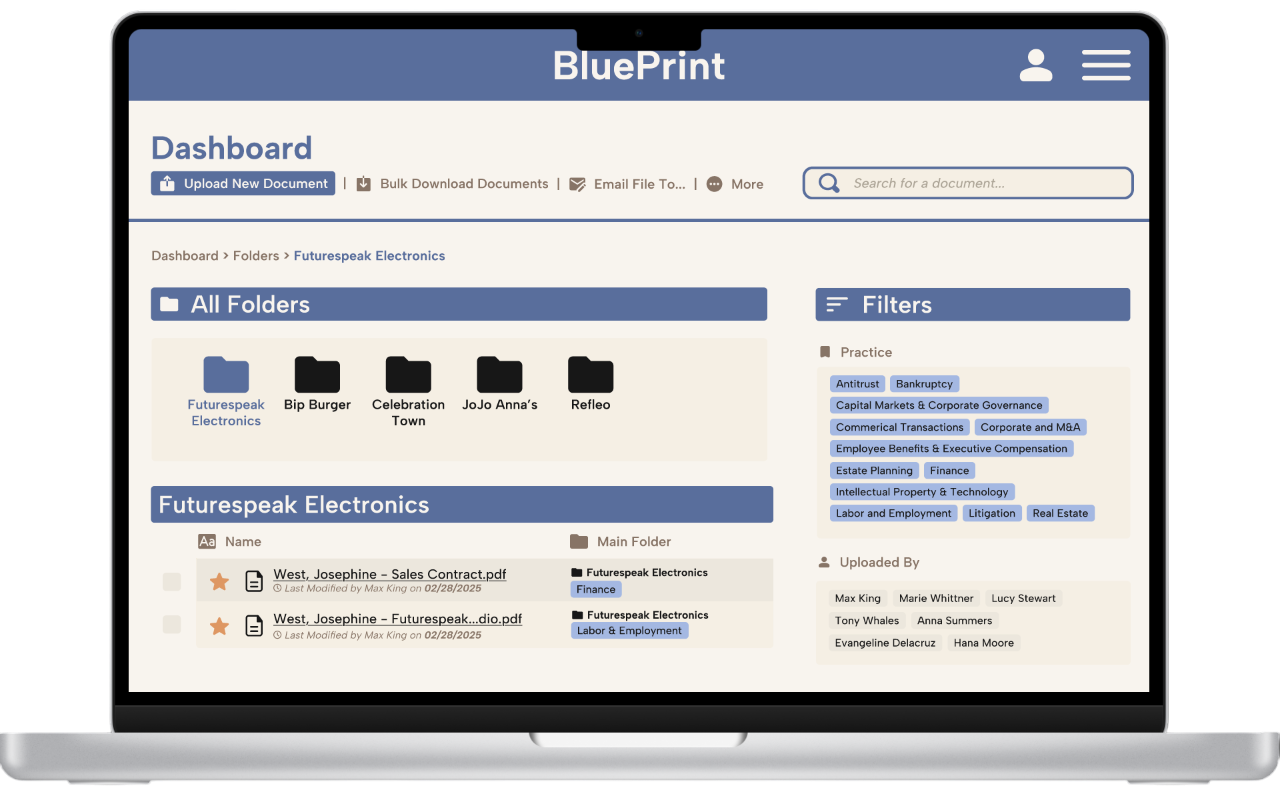 BluePrint
Dashboard
Upload New Document | Bulk Download Documents | Email File To... | More
Search for a document...
Dashboard > Folders > Futurespeak Electronics
All Folders
Futurespeak Electronics
Bip Burger
Celebration Town
JoJo Anna's
Refleo
Futurespeak Electronics
Aa Name
Main Folder
West, Josephine - Sales Contract.pdf
Last Modified by Max King on 02/28/2025
Futurespeak Electronics
Finance
West, Josephine - Futurespeak...dio.pdf
Last Modified by Max King on 02/28/2025
Futurespeak Electronics
Labor & Employment
Filters
Practice
Antitrust Bankruptcy
Capital Markets & Corporate Governance
Commerical Transactions Corporate and M&A
Employee Benefits & Executive Compensation
Estate Planning Finance
Intellectual Property & Technology
Labor and Employment Litigation Real Estate
Uploaded By
Max King Marie Whittner Lucy Stewart
Tony Whales Anna Summers
Evangeline Delacruz Hana Moore